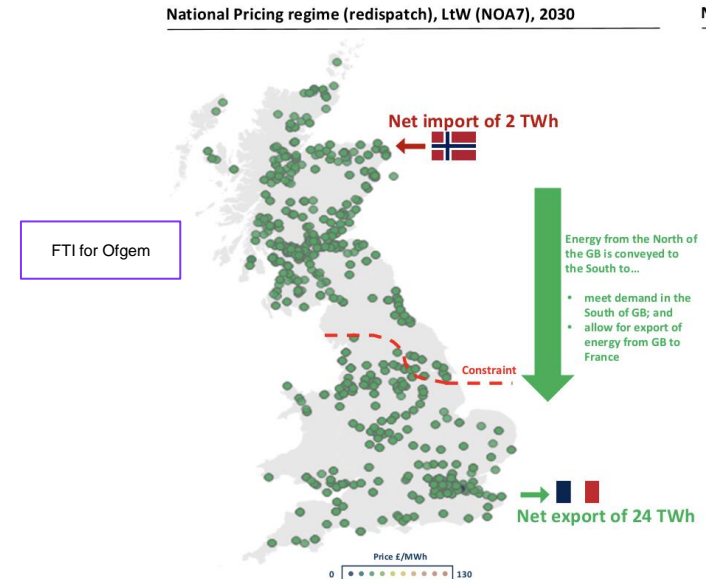 National Pricing regime (redispatch), LtW (NOA7), 2030
N
Net import of 2 TWh
FTI for Ofgem
Energy from the North of
the GB is conveyed to
the South to...
• meet demand in the
South of GB; and
• allow for export of
energy from GB to
France
Constraint
Net export of 24 TWh
Price £/MWh
0
130